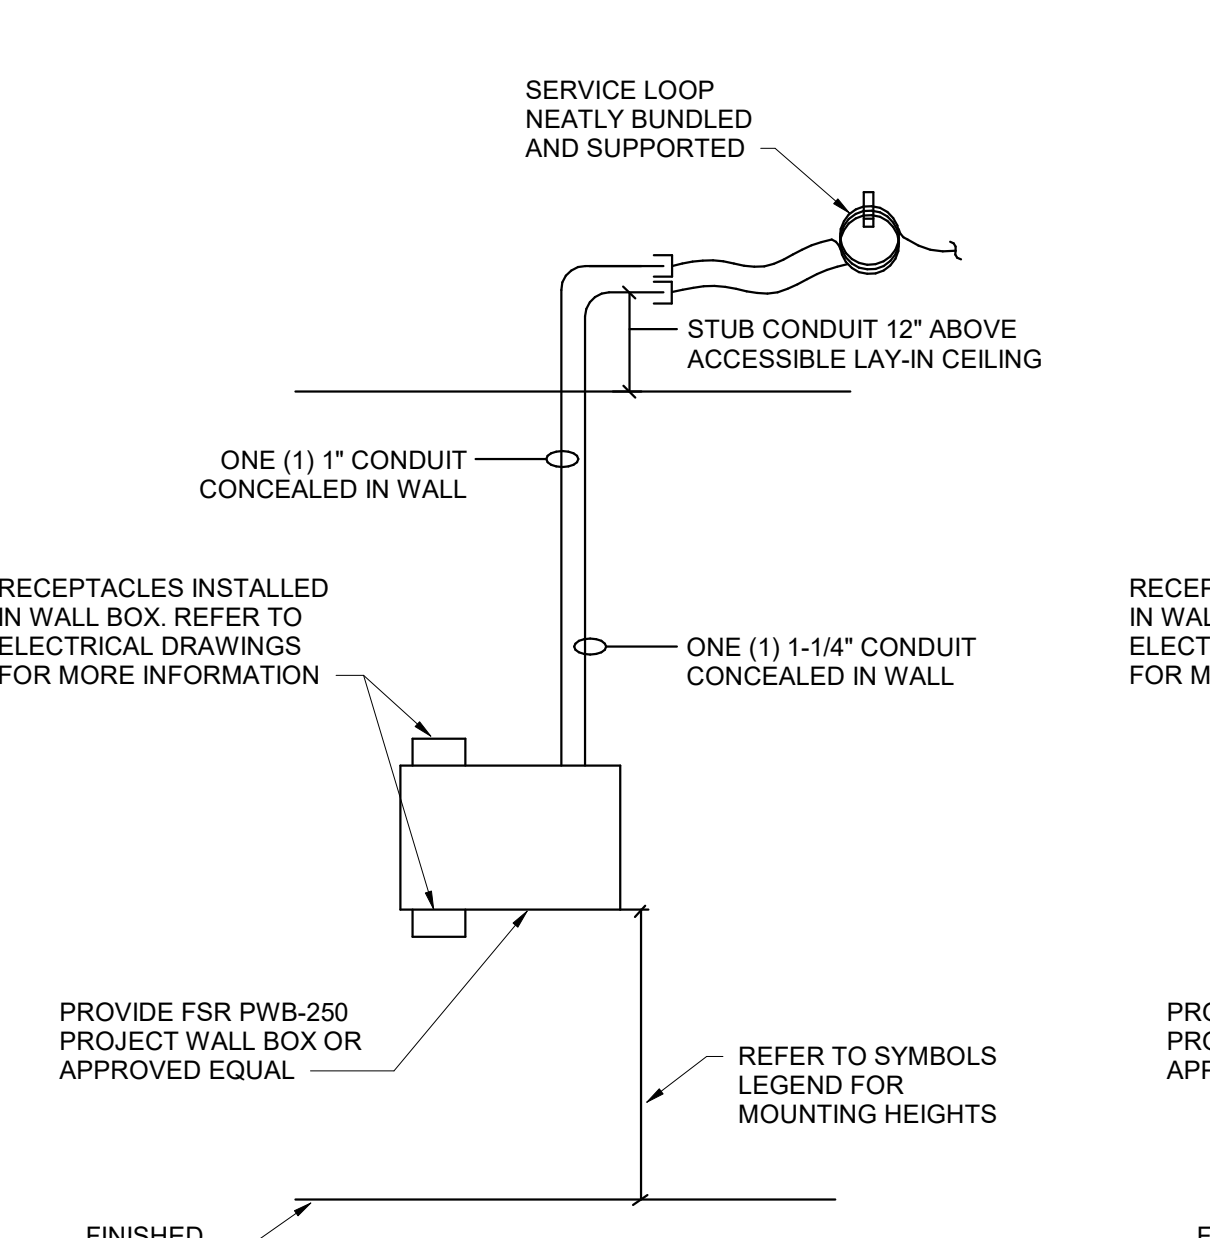 SERVICE LOOP
NEATLY BUNDLED
AND SUPPORTED
STUB CONDUIT 12" ABOVE
ACCESSIBLE LAY-IN CEILING
ONE (1) 1" CONDUIT
CONCEALED IN WALL
RECEPTACLES INSTALLED
IN WALL BOX. REFER TO
ELECTRICAL DRAWINGS
FOR MORE INFORMATION
ONE (1) 1-1/4" CONDUIT
CONCEALED IN WALL
PROVIDE FSR PWB-250
PROJECT WALL BOX OR
APPROVED EQUAL
REFER TO SYMBOLS
LEGEND FOR
MOUNTING HEIGHTS
FINISHED